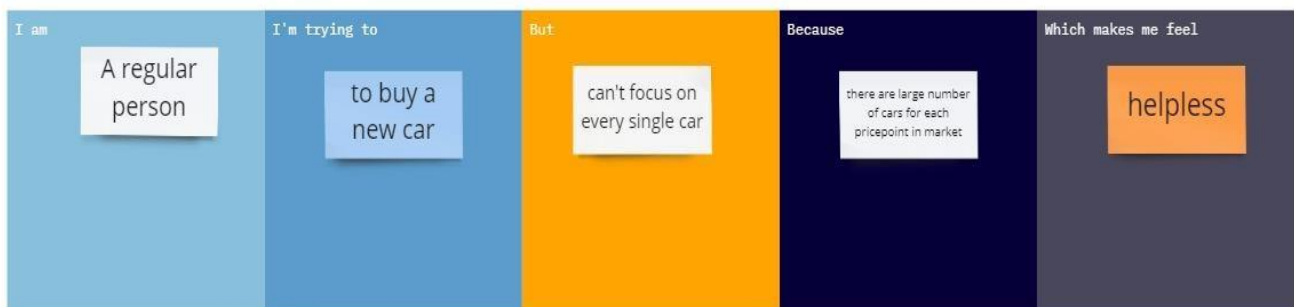 I am
A regular
person
I'm trying to
to buy a
new car
But
can't focus on
every single car
Because
there are large number
of cars for each
pricepoint in market
Which makes me feel
helpless